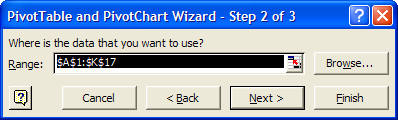 PivotTable and PivotChart Wizard - Step 2 of 3
Where is the data that you want to use?
Range: $A$1:$K$17 Browse...
? Cancel < Back Next > Finish